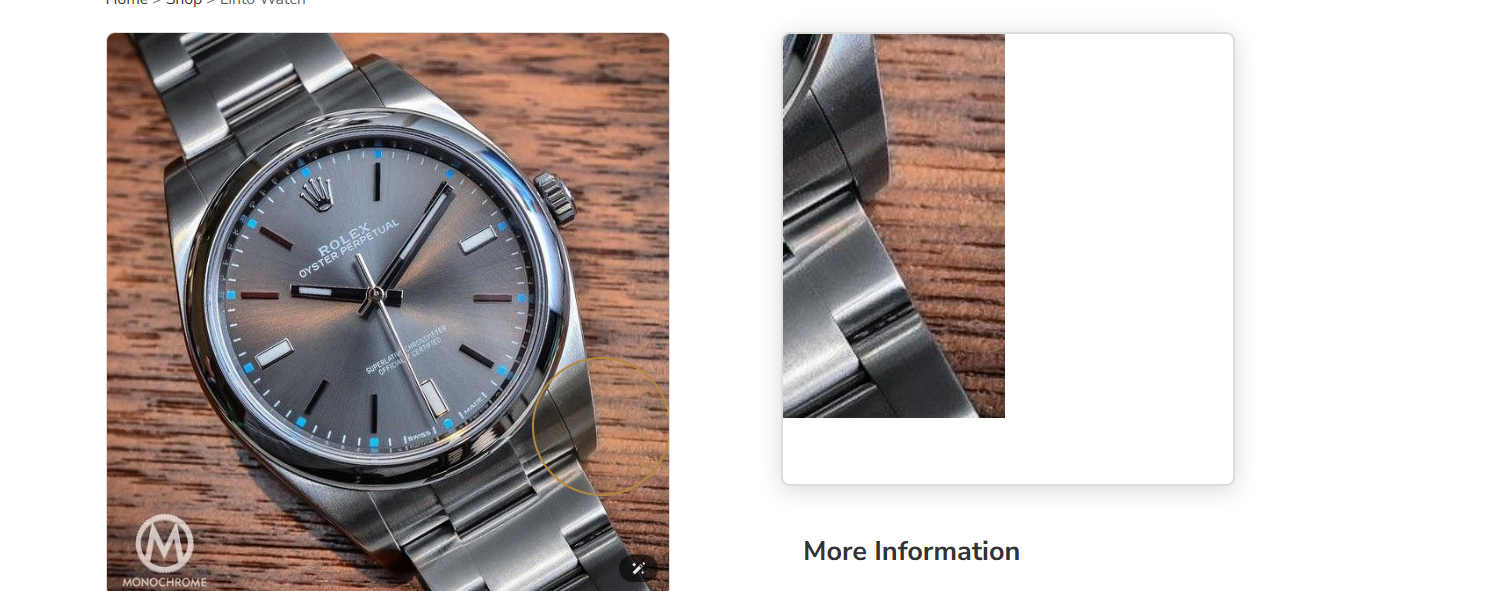 Home > Shop > Linto Watch
ROLEX
OYSTER PERPETUAL
SUPERLATIVE CHRONOMETER
OFFICIALLY CERTIFIED
SWISS MADE
M
MONOCHROME
More Information